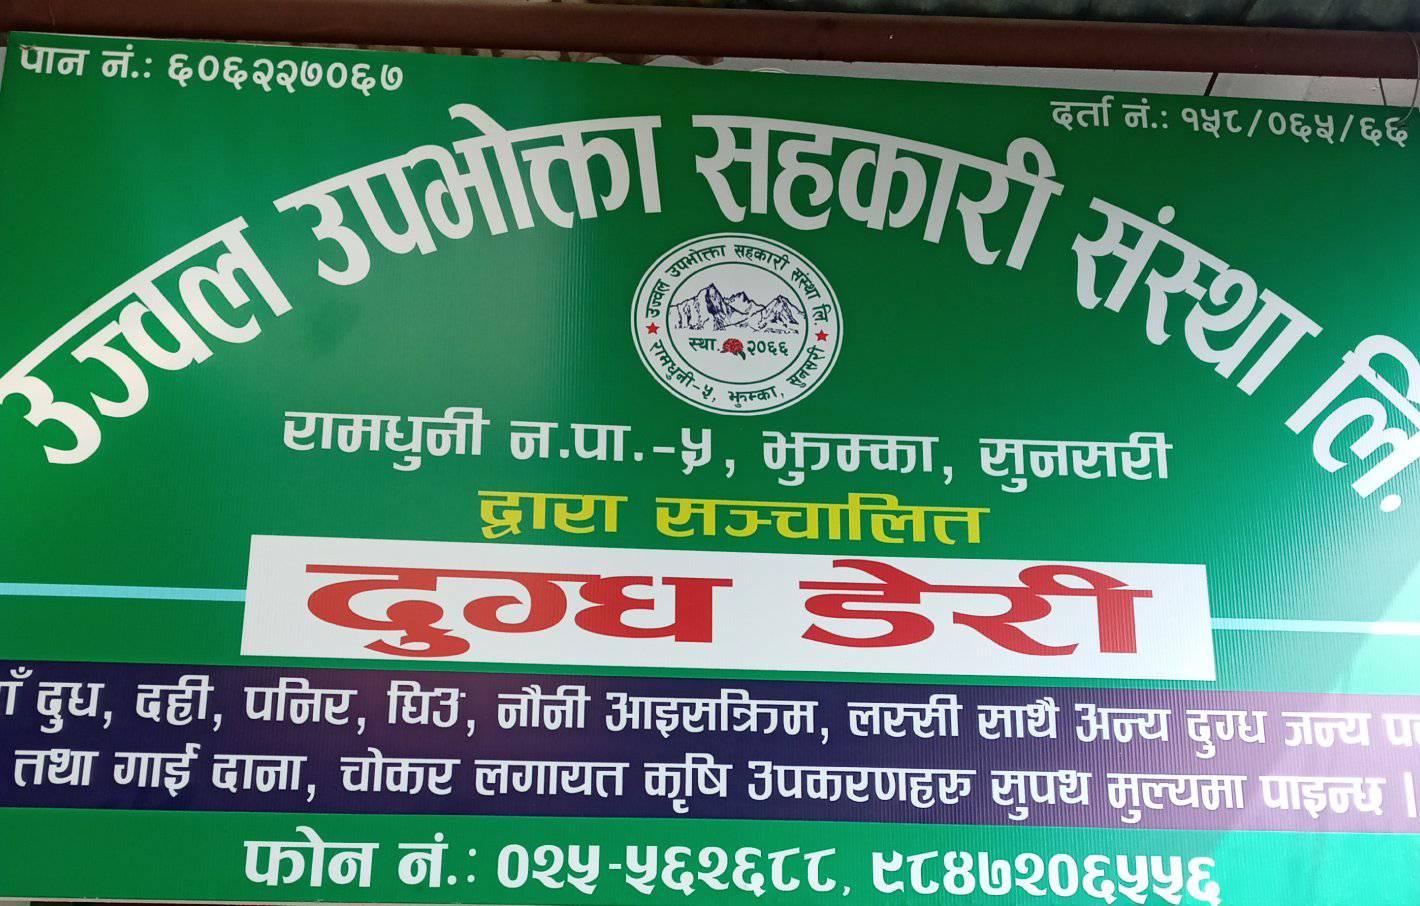 पान नं.: ६०६२२७०६७
दर्ता नं.: १५८/०६५/६६
उज्वल उपभोक्ता सहकारी संस्था लि.
उज्वल उपभोक्ता सहकारी संस्था लि.
स्था. २०६६
रामधुनी-५, झुम्का, सुनसरी
रामधुनी न.पा.-५, झुम्का, सुनसरी
द्वारा सञ्चालित
दुग्ध डेरी
दुध, दही, पनिर, घिउ, नौनी आइसक्रिम, लस्सी साथै अन्य दुग्ध जन्य
तथा गाई दाना, चोकर लगायत कृषि उपकरणहरु सुपथ मुल्यमा पाइन्छ ।
फोन नं.: ०२५-५६२६८८, ९८४७२०६५५६